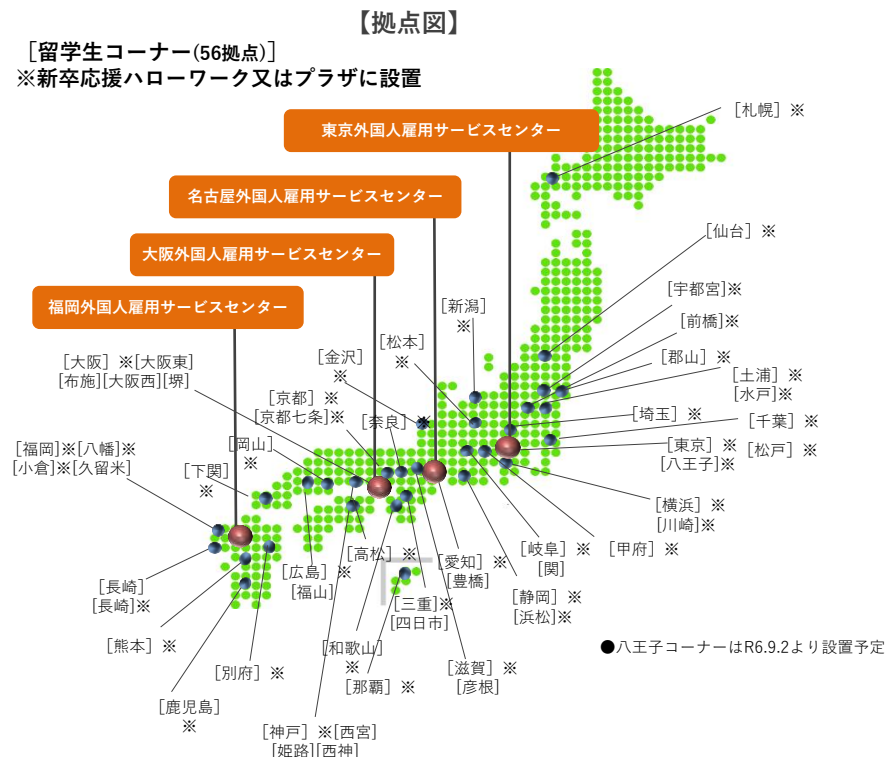 【拠点図】
［留学生コーナー(56拠点)］
※新卒応援ハローワーク又はプラザに設置
東京外国人雇用サービスセンター
名古屋外国人雇用サービスセンター
大阪外国人雇用サービスセンター
福岡外国人雇用サービスセンター
［札幌］※
［仙台］※
[宇都宮]※
［前橋]※
［郡山］※
［土浦］※
[水戸］※
［新潟］
※
［松本］
※
［金沢］
※
［大阪］※[大阪東]
[布施][大阪西][堺]
［京都］※
[京都七条]※
［奈良］※
［埼玉］※
［千葉］※
［東京］※
[八王子]※
［松戸］※
［福岡]※[八幡]※
[小倉]※[久留米]
［岡山］
※
［下関］
※
［横浜］※
[川崎]※
［長崎］
[長崎]※
［広島］※
[福山]
［高松］※
［愛知］※
[豊橋]
［岐阜］※
[関]
［甲府］※
［静岡］※
[浜松]※
［三重]※
[四日市]
［熊本］※
［別府］※
［和歌山］
※
［那覇］※
［滋賀］※
[彦根]
●八王子コーナーはR6.9.2より設置予定
［鹿児島］
※
［神戸］※[西宮]
[姫路][西神]